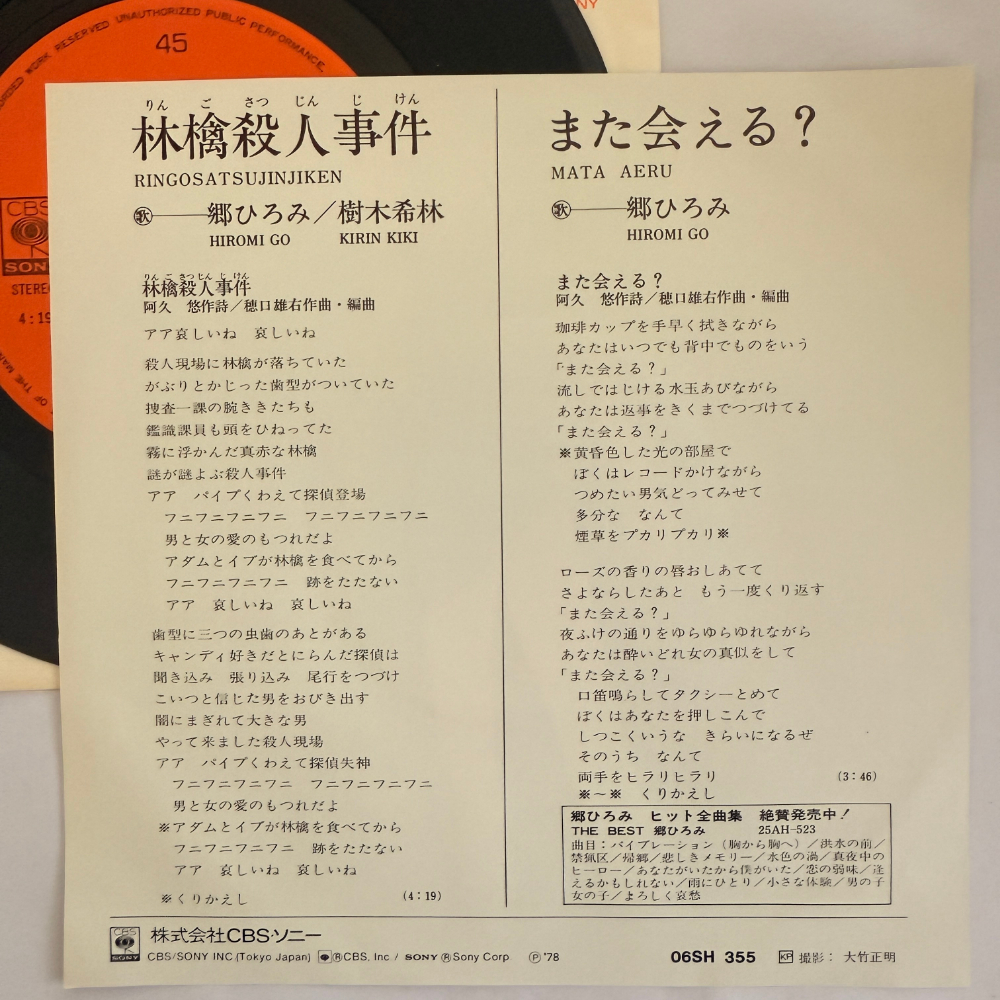 ORDED WORK RESERVED UNAUTHORIZED PUBLIC PERFORMANCE.
45
CBS
SONY
STEREO
4:19
りんごさつじんじけん
林檎殺人事件
RINGOSATSUJINJIKEN
歌――郷ひろみ/樹木希林
HIROMI GO KIRIN KIKI
りんごさつじんじけん
林檎殺人事件
阿久 悠作詩/穂口雄右作曲・編曲
アア哀しいね 哀しいね
殺人現場に林檎が落ちていた
がぶりとかじった歯型がついていた
捜査一課の腕ききたちも
鑑識課員も頭をひねってた
霧に浮かんだ真赤な林檎
謎が謎よぶ殺人事件
アア パイプくわえて探偵登場
フニフニフニフニ フニフニフニフニ
男と女の愛のもつれだよ
アダムとイブが林檎を食べてから
フニフニフニフニ 跡をたたない
アア 哀しいね 哀しいね
歯型に三つの虫歯のあとがある
キャンディ好きだとにらんだ探偵は
聞き込み 張り込み 尾行をつづけ
こいつと信じた男をおびき出す
闇にまぎれて大きな男
やって来ました殺人現場
アア パイプくわえて探偵失神
フニフニフニフニ フニフニフニフニ
男と女の愛のもつれだよ
※アダムとイブが林檎を食べてから
フニフニフニフニ 跡をたたない
アア 哀しいね 哀しいね
※くりかえし (4:19)
また会える?
MATA AERU
歌――郷ひろみ
HIROMI GO
また会える?
阿久 悠作詩/穂口雄右作曲・編曲
珈琲カップを手早く拭きながら
あなたはいつでも背中でものをいう
「また会える?」
流しではじける水玉あびながら
あなたは返事をきくまでつづけてる
「また会える?」
※黄昏色した光の部屋で
ぼくはレコードかけながら
つめたい男気どってみせて
多分な なんて
煙草をプカリプカリ※
ローズの香りの唇おしあてて
さよならしたあと もう一度くり返す
「また会える?」
夜ふけの通りをゆらゆらゆれながら
あなたは酔いどれ女の真似をして
「また会える?」
口笛鳴らしてタクシーとめて
ぼくはあなたを押しこんで
しつこくいうな きらいになるぜ
そのうち なんて
両手をヒラリヒラリ (3:46)
※~※ くりかえし
郷ひろみ ヒット全曲集 絶賛発売中!
THE BEST 郷ひろみ 25AH-523
曲目:バイブレーション(胸から胸へ)/洪水の前/
禁猟区/帰郷/悲しきメモリー/水色の渦/真夜中の
ヒーロー/あなたがいたから僕がいた/恋の弱味/逢
えるかもしれない/雨にひとり/小さな体験/男の子
女の子/よろしく哀愁
CBS SONY 株式会社CBS・ソニー
CBS/SONY INC (Tokyo Japan) ⓇCBS, Inc / SONY ⓇSony Corp Ⓟ'78 06SH 355 KP 撮影: 大竹正明